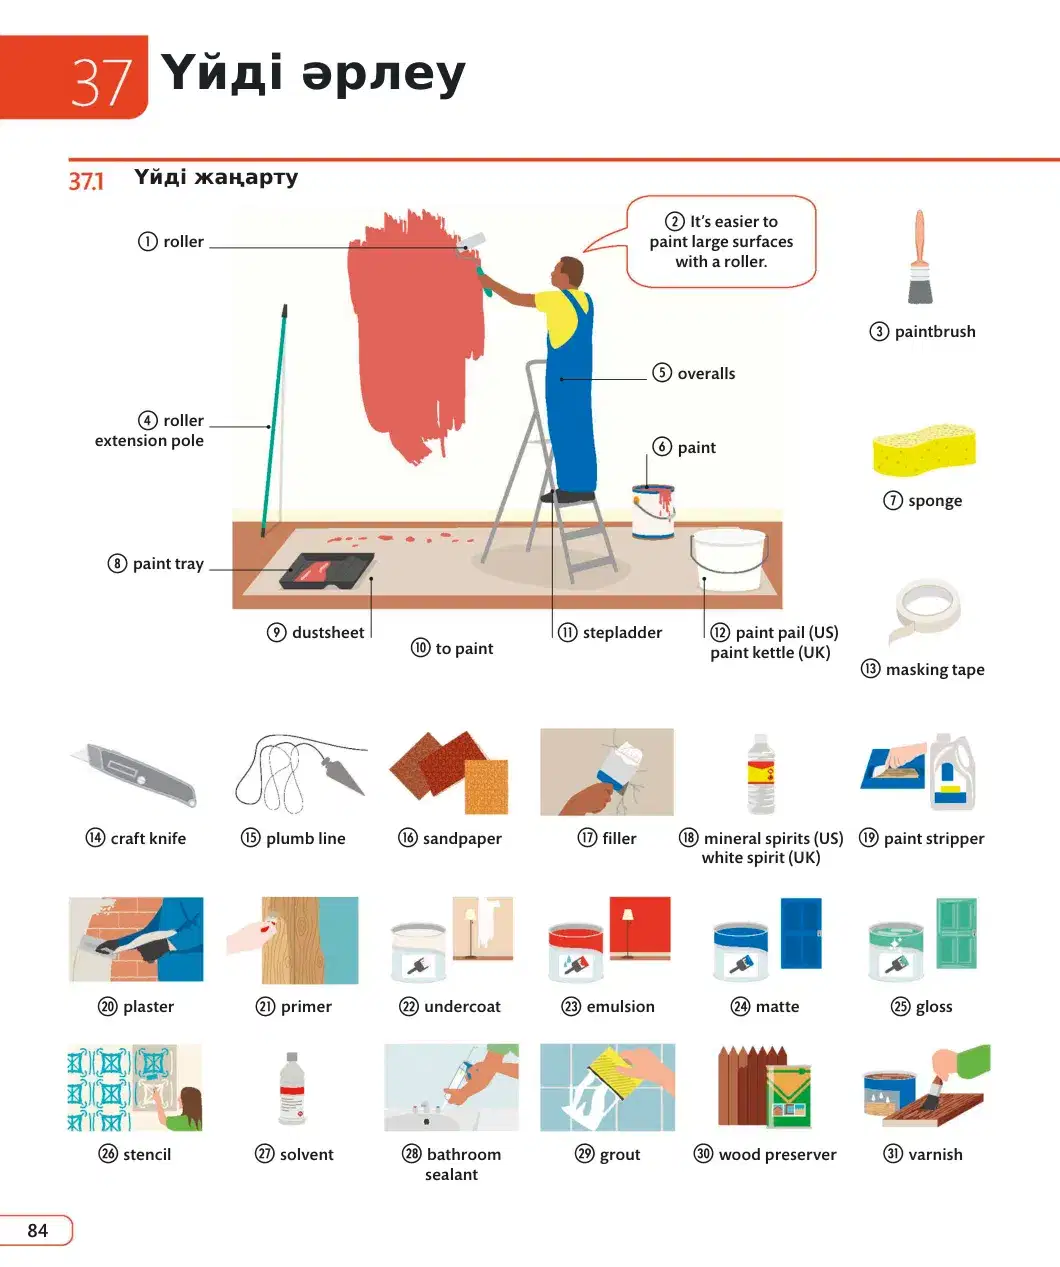 37 Үйді әрлеу
37.1 Үйді жаңарту
① roller
② It's easier to
paint large surfaces
with a roller.
③ paintbrush
④ roller
extension pole
⑤ overalls
⑥ paint
⑦ sponge
⑧ paint tray
⑨ dustsheet
⑩ to paint
⑪ stepladder
⑫ paint pail (US)
paint kettle (UK)
⑬ masking tape
⑭ craft knife
⑮ plumb line
⑯ sandpaper
⑰ filler
⑱ mineral spirits (US)
white spirit (UK)
⑲ paint stripper
⑳ plaster
㉑ primer
㉒ undercoat
㉓ emulsion
㉔ matte
㉕ gloss
㉖ stencil
㉗ solvent
㉘ bathroom
sealant
㉙ grout
㉚ wood preserver
㉛ varnish
84